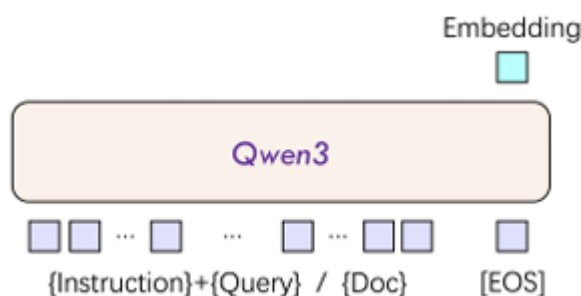 Embedding
Qwen3
... ... ...
{Instruction}+{Query} / {Doc} [EOS]